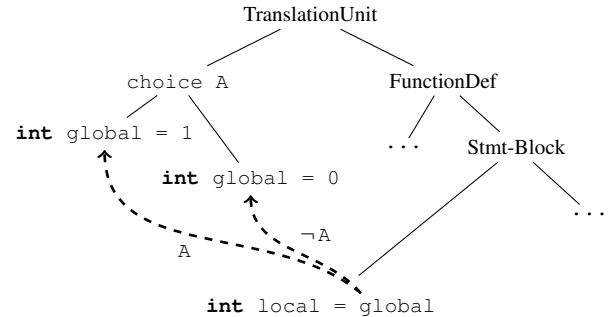 TranslationUnit
choice A
FunctionDef
int global = 1
...
Stmt-Block
int global = 0
...
¬A
A
int local = global